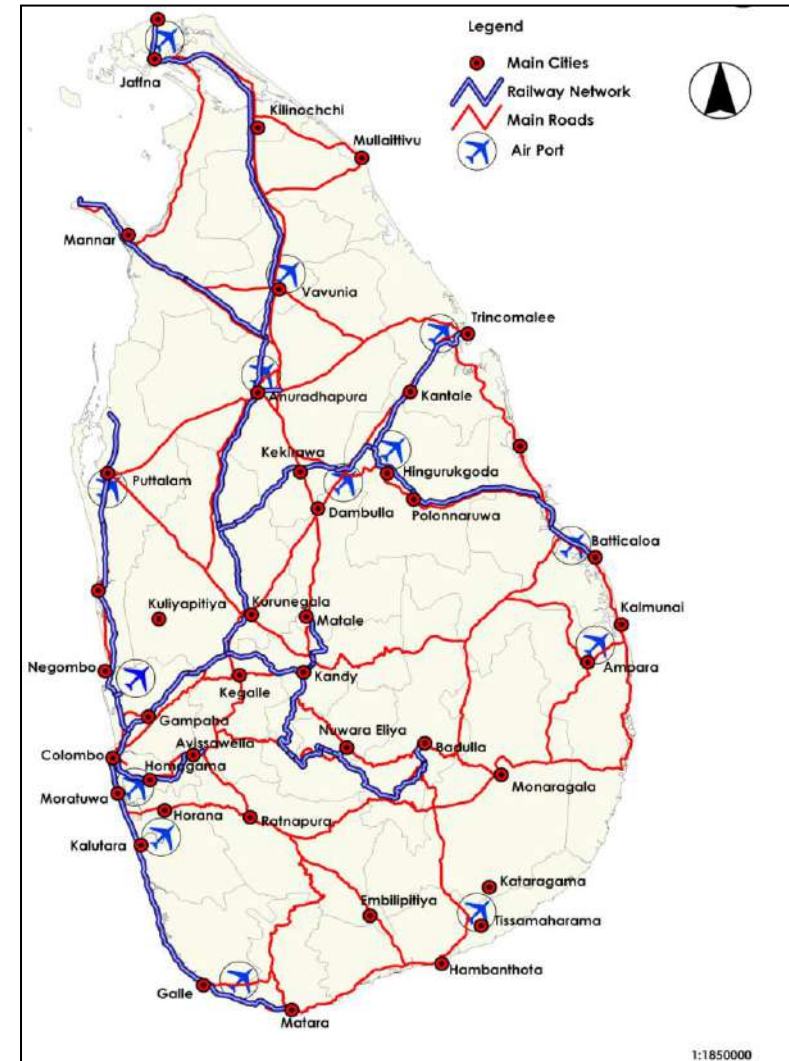 Legend
Main Cities
Railway Network
Main Roads
Air Port
Jaffna
Kilinochchi
Mullaittivu
Mannar
Vavunia
Trincomalee
Anuradhapura
Kantale
Kekirawa
Hingurukgoda
Puttalam
Dambulla
Polonnaruwa
Batticaloa
Kuliyapitiya
Kurunegala
Matale
Kalmunai
Negombo
Ampara
Kegalle
Kandy
Gampaha
Nuwara Eliya
Badulla
Avissawella
Colombo
Homagama
Monaragala
Moratuwa
Horana
Ratnapura
Kalutara
Kataragama
Embilipitiya
Tissamaharama
Hambanthota
Galle
Matara
1:1850000